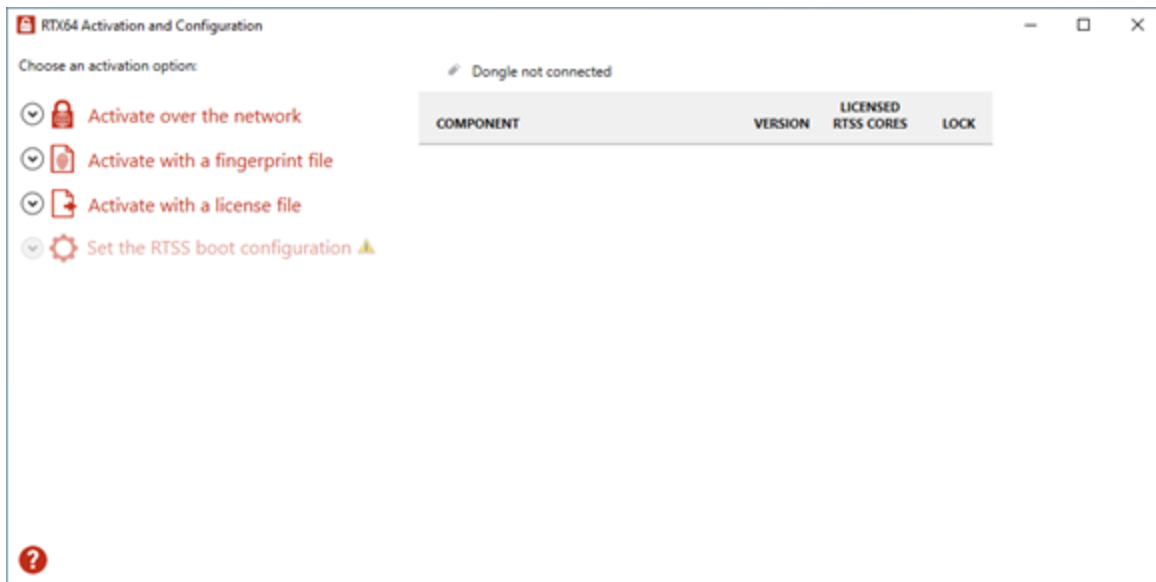 RTX64 Activation and Configuration
Choose an activation option:
Activate over the network
Activate with a fingerprint file
Activate with a license file
Set the RTSS boot configuration
Dongle not connected
COMPONENT
VERSION
LICENSED
RTSS CORES
LOCK
?